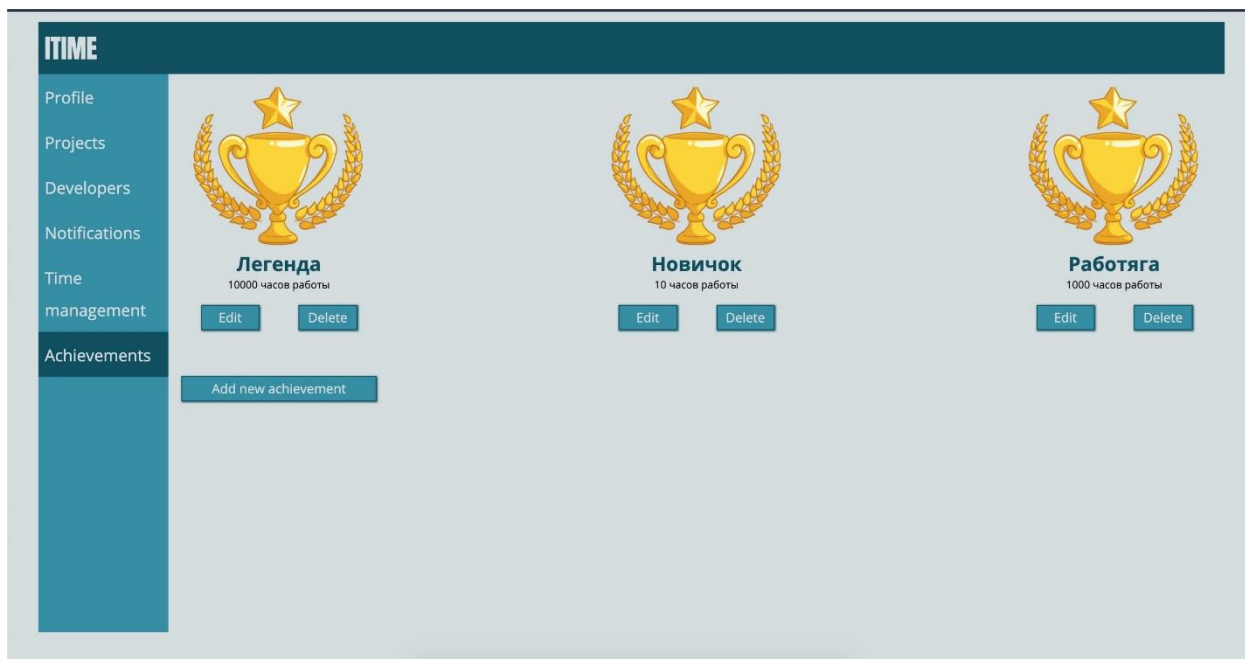 ITIME
Profile
Projects
Developers
Notifications
Time
management
Achievements
Легенда
10000 часов работы
Edit Delete
Новичок
10 часов работы
Edit Delete
Работяга
1000 часов работы
Edit Delete
Add new achievement